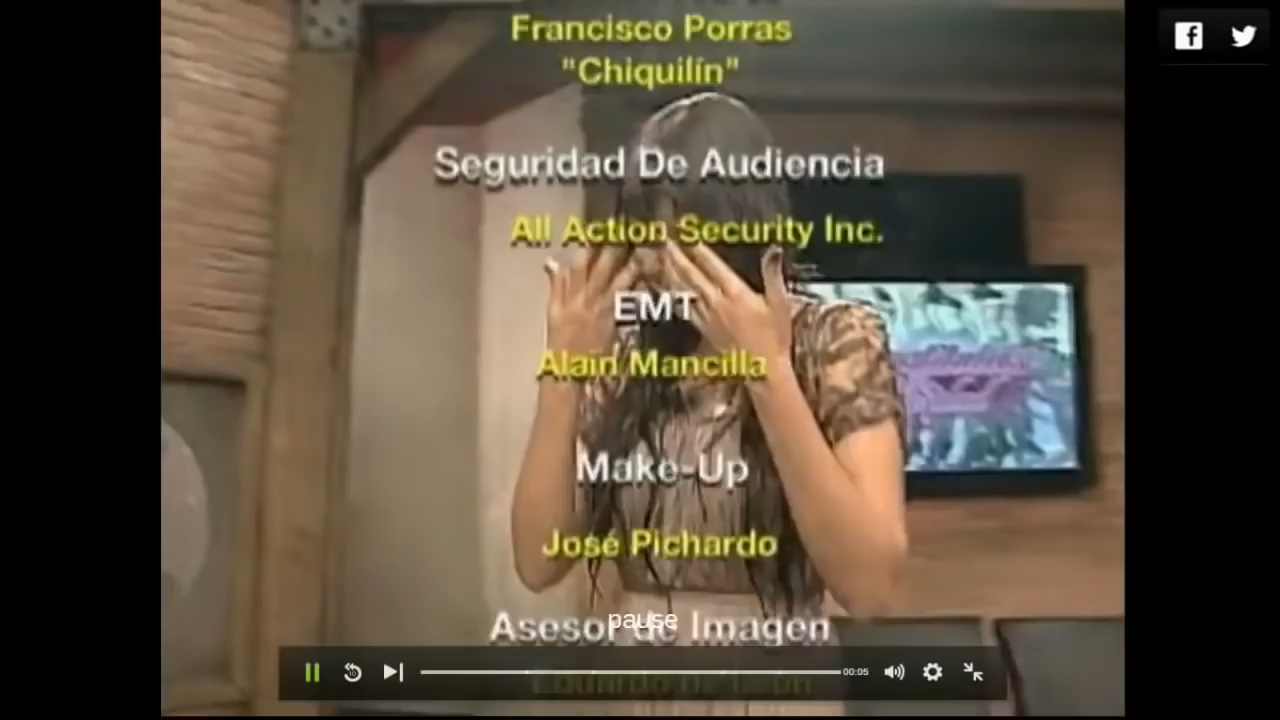 Francisco Porras
"Chiquilín"
Seguridad De Audiencia
All Action Security Inc.
EMT
Alain Mancilla
Make-Up
José Pichardo
Asesor de Imagen
pause
00:05